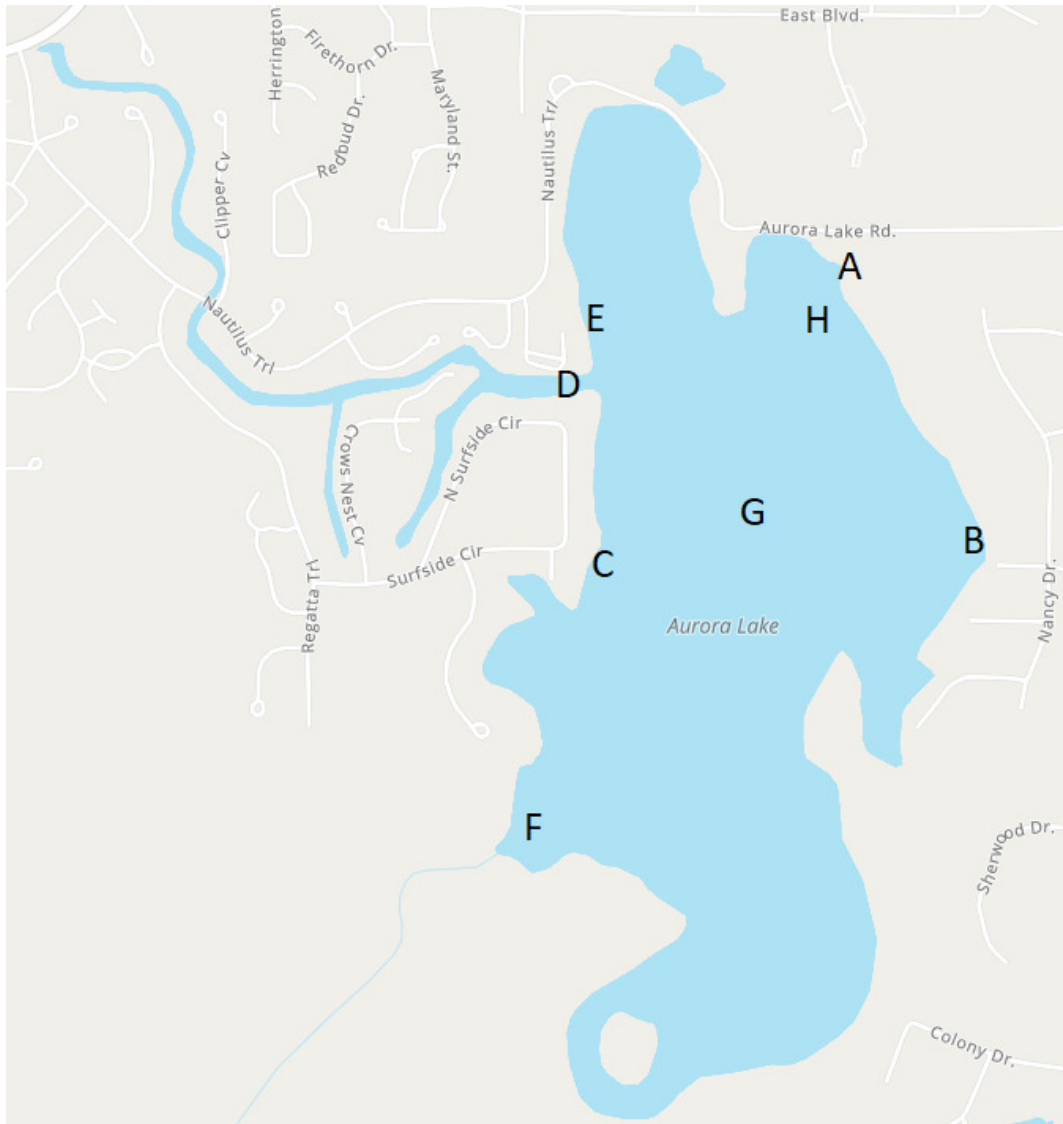 East Blvd.
Firethorn Dr.
Herrington
Maryland St.
Redbud Dr.
Nautilus Trl
Clipper Cv
Aurora Lake Rd.
A
H
E
Nautilus Trl
D
N Surfside Cir
Crows Nest Cv
G
B
C
Surfside Cir
Regatta Trl
Nancy Dr.
Aurora Lake
F
Sherwood Dr.
Colony Dr.